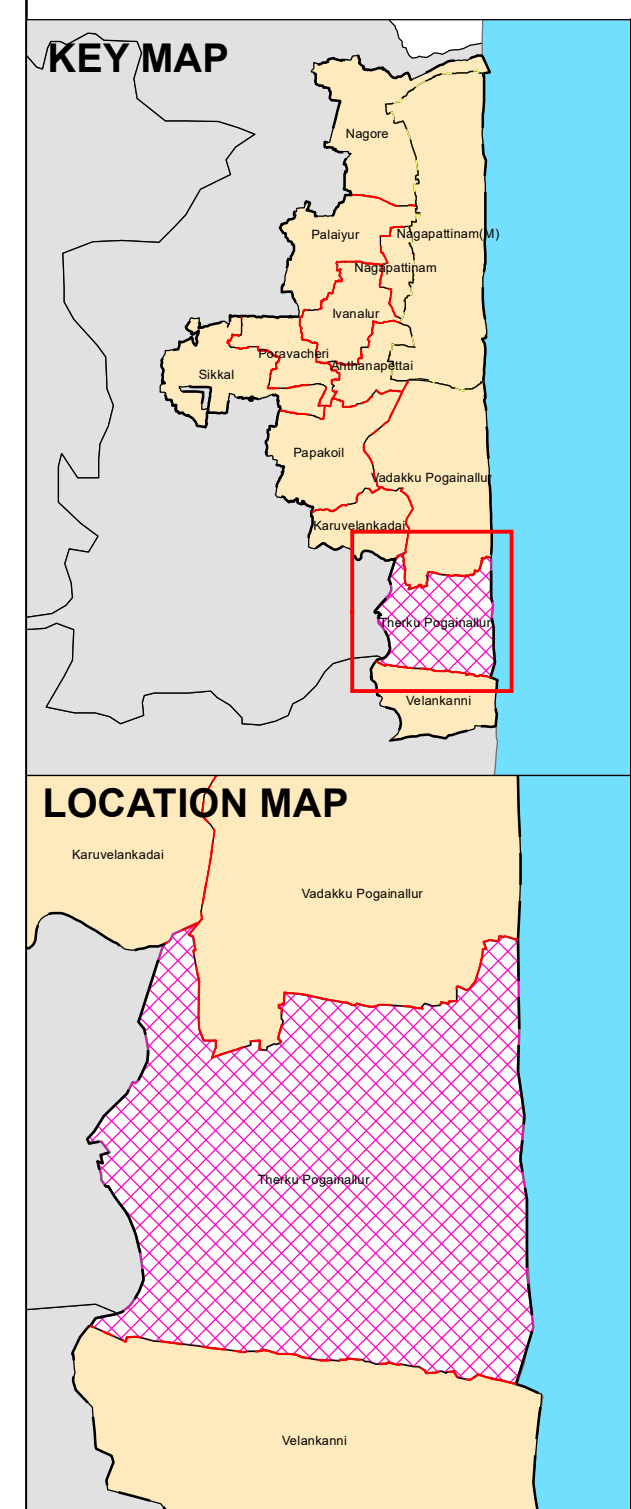 KEY MAP
Nagore
Palaiyur
Nagapattinam(M)
Nagapattinam
Ivanalur
Poravacheri
Anthanapettai
Sikkal
Papakoil
Vadakku Pogainallur
Karuvelankadai
Therku Pogainallur
Velankanni
LOCATION MAP
Karuvelankadai
Vadakku Pogainallur
Therku Pogainallur
Velankanni